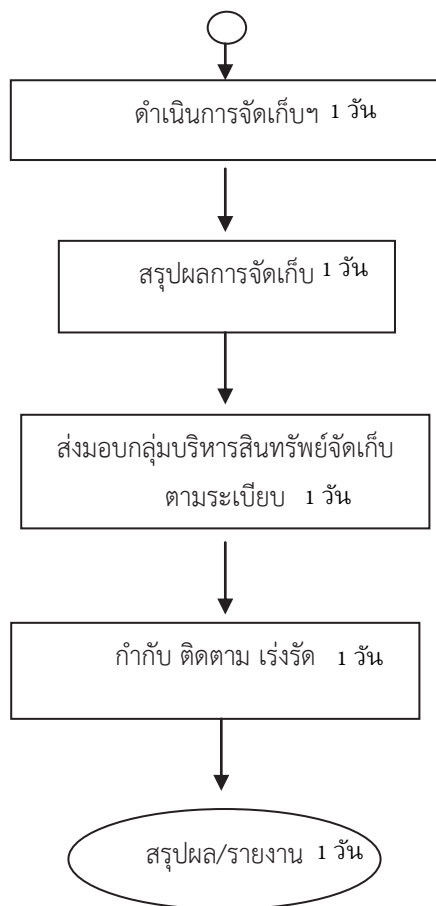 ดำเนินการจัดเก็บฯ 1 วัน
สรุปผลการจัดเก็บ 1 วัน
ส่งมอบกลุ่มบริหารสินทรัพย์จัดเก็บ
ตามระเบียบ 1 วัน
กำกับ ติดตาม เร่งรัด 1 วัน
สรุปผล/รายงาน 1 วัน